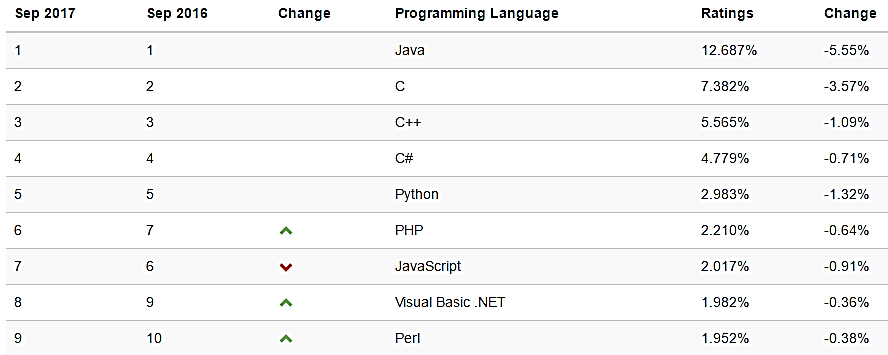 Sep 2017 Sep 2016 Change Programming Language Ratings Change
1 1 Java 12.687% -5.55%
2 2 C 7.382% -3.57%
3 3 C++ 5.565% -1.09%
4 4 C# 4.779% -0.71%
5 5 Python 2.983% -1.32%
6 7 PHP 2.210% -0.64%
7 6 JavaScript 2.017% -0.91%
8 9 Visual Basic .NET 1.982% -0.36%
9 10 Perl 1.952% -0.38%